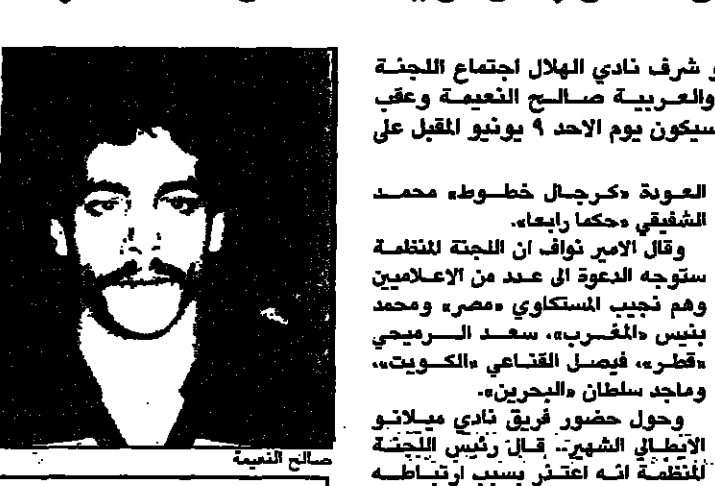 و شرف نادي الهلال اجتماع اللجنة
والعربية صالح النعيمة وعقب
سيكون يوم الاحد ٩ يونيو المقبل على
العودة «كرجال خطوط» محمد
الشفيقي «حكما رابعا».
وقال الامير نواف ان اللجنة المنظمة
ستوجه الدعوة الى عدد من الاعلاميين
وهم نجيب المستكاوي «مصر» ومحمد
بنيس «المغرب»، سعد الرميحي
«قطر»، فيصل القناعي «الكويت»،
وماجد سلطان «البحرين».
وحول حضور فريق نادي ميلانو
الايطالي الشهير.. قال رئيس اللجنة
المنظمة انه اعتذر بسبب ارتباطه
صالح النعيمة